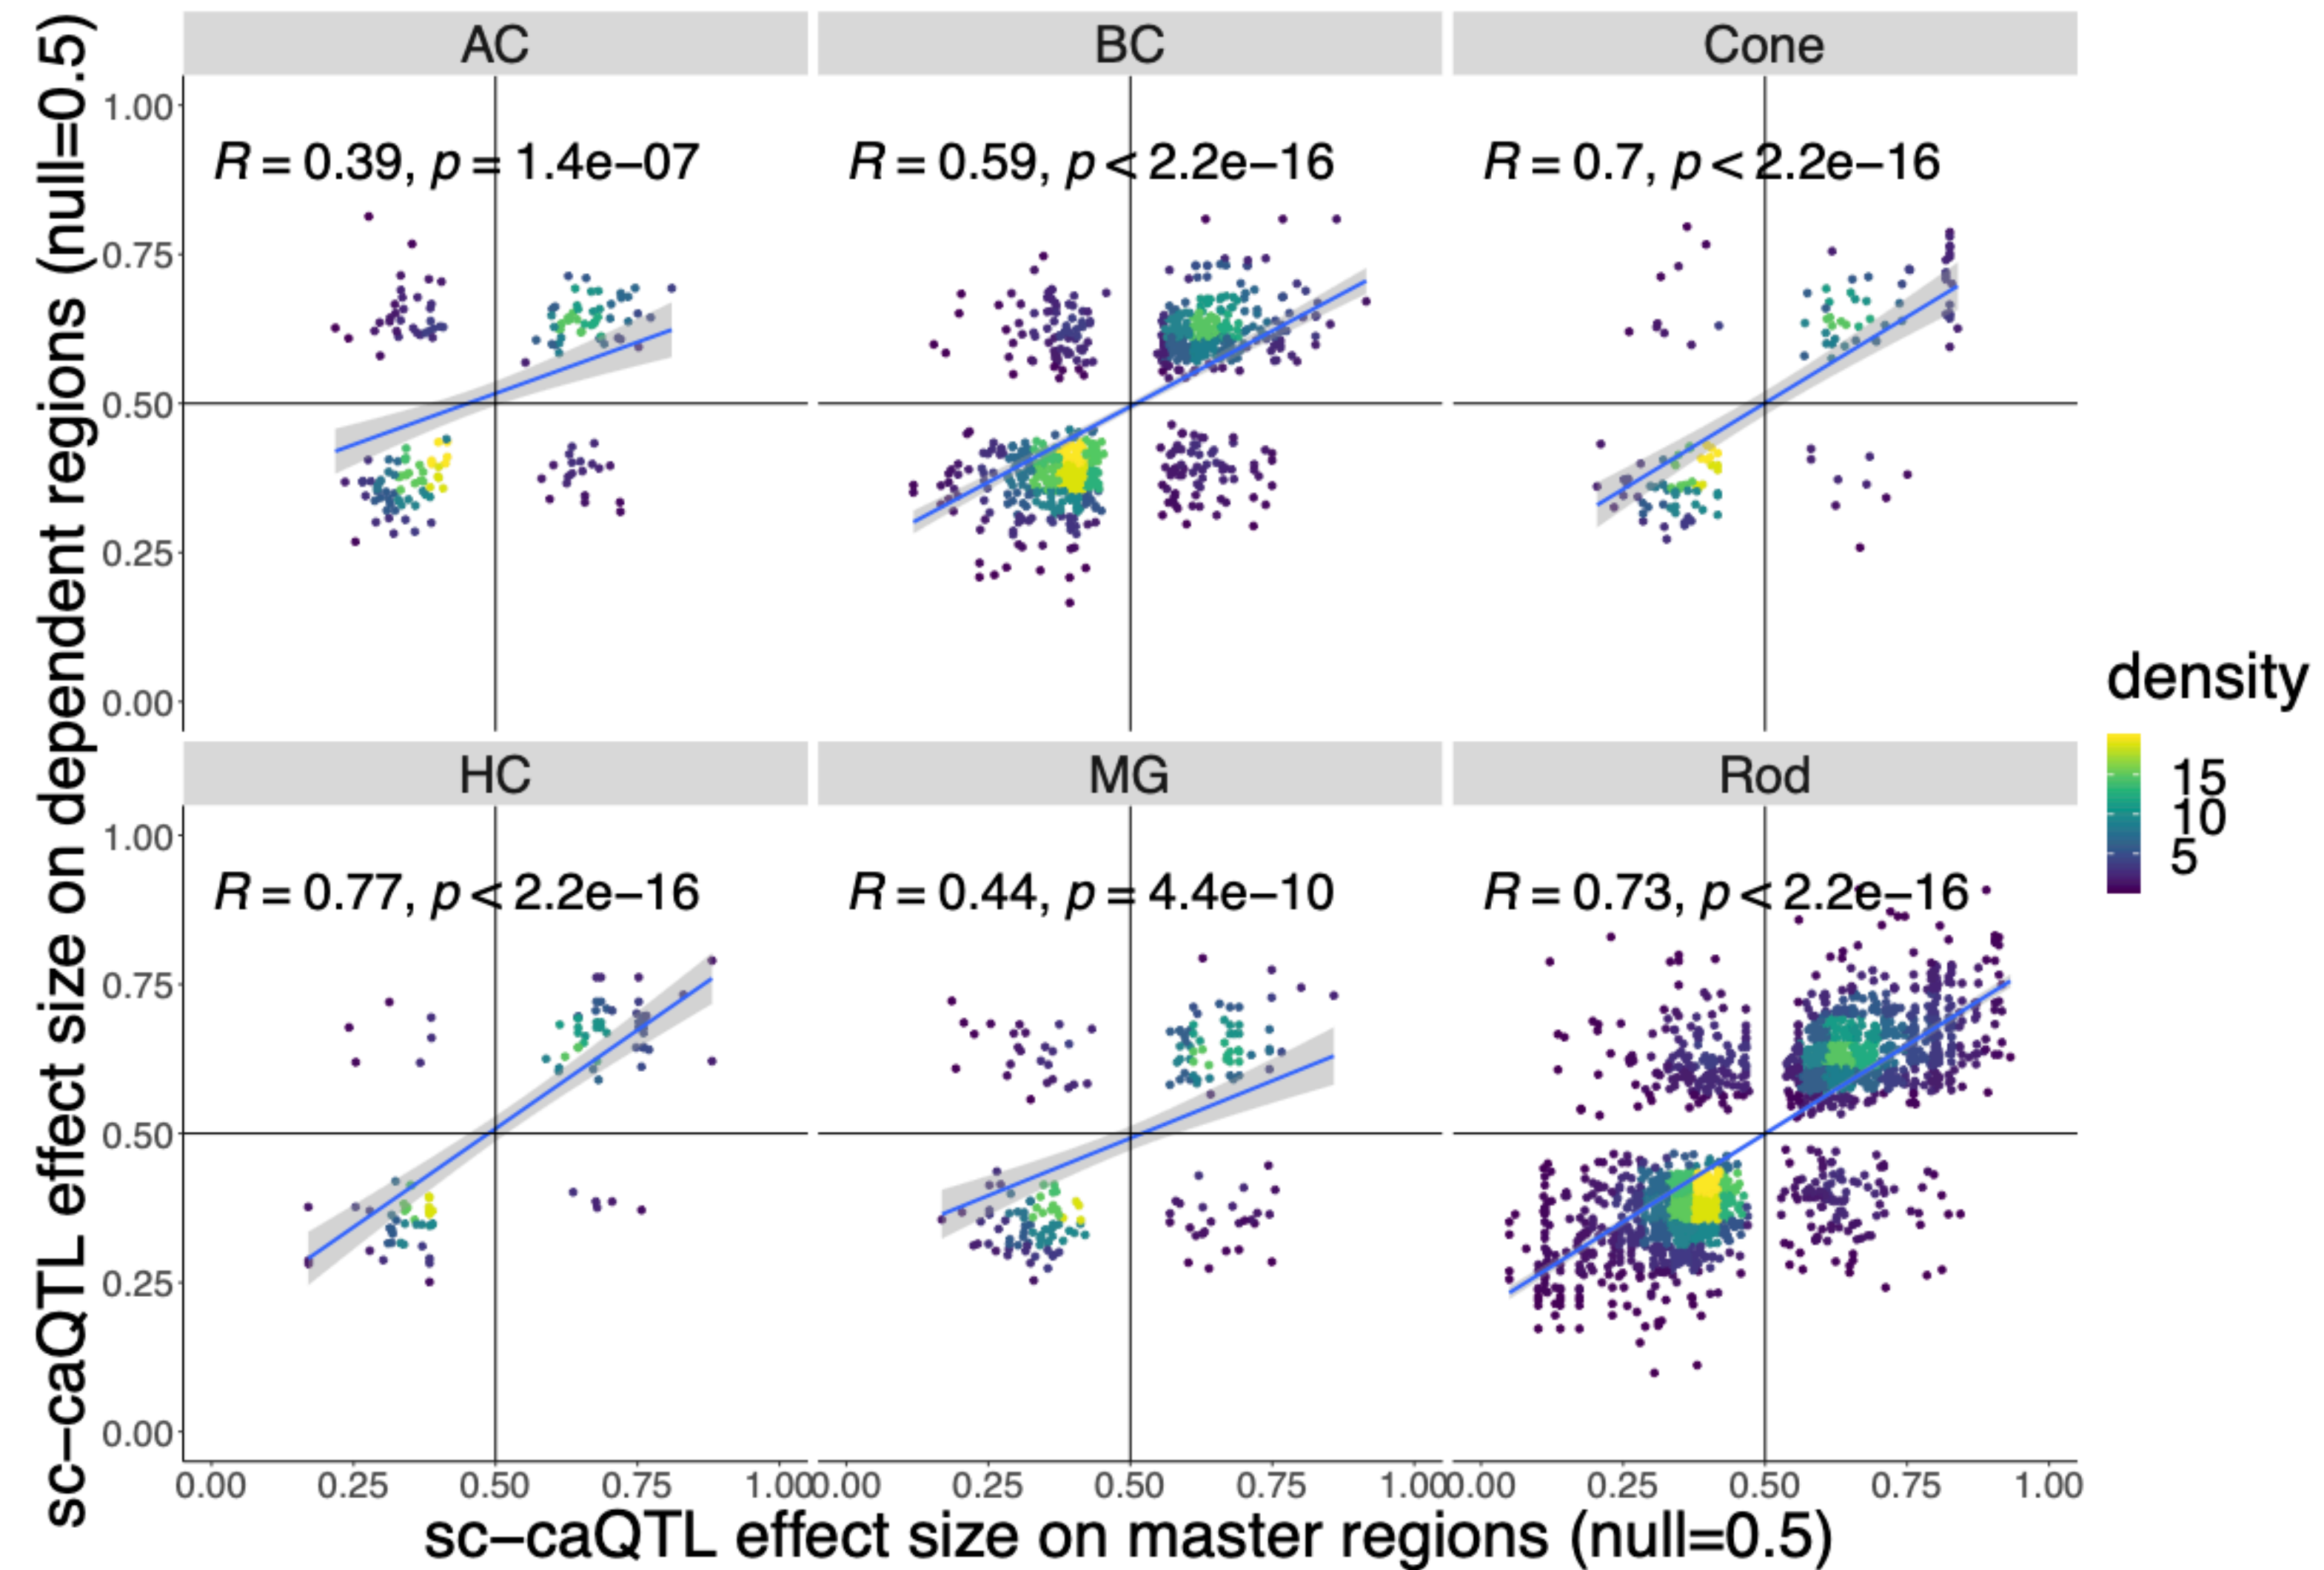 sc−caQTL effect size on dependent regions (null=0.5)
AC
BC
Cone
1.00
0.75
0.50
0.25
0.00
R = 0.39, p = 1.4e−07
R = 0.59, p < 2.2e−16
R = 0.7, p < 2.2e−16
HC
MG
Rod
1.00
0.75
0.50
0.25
0.00
R = 0.77, p < 2.2e−16
R = 0.44, p = 4.4e−10
R = 0.73, p < 2.2e−16
0.00 0.25 0.50 0.75 1.00
0.00 0.25 0.50 0.75 1.00
0.00 0.25 0.50 0.75 1.00
sc−caQTL effect size on master regions (null=0.5)
density
15
10
5